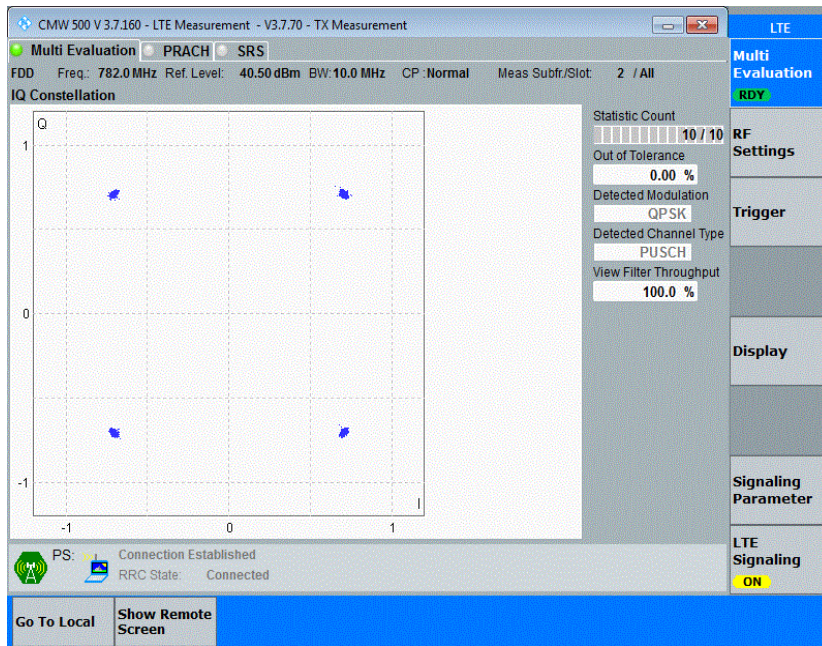 CMW 500 V 3.7.160 - LTE Measurement - V3.7.70 - TX Measurement
LTE
Multi Evaluation PRACH SRS
Multi
Evaluation
RDY
FDD Freq.: 782.0 MHz Ref. Level: 40.50 dBm BW: 10.0 MHz CP : Normal Meas Subfr./Slot: 2 / All
IQ Constellation
Q
1
0
-1
-1 0 1
I
Statistic Count
10 / 10
Out of Tolerance
0.00 %
Detected Modulation
QPSK
Detected Channel Type
PUSCH
View Filter Throughput
100.0 %
RF
Settings
Trigger
Display
Signaling
Parameter
LTE
Signaling
ON
PS: Connection Established
RRC State: Connected
Go To Local
Show Remote
Screen